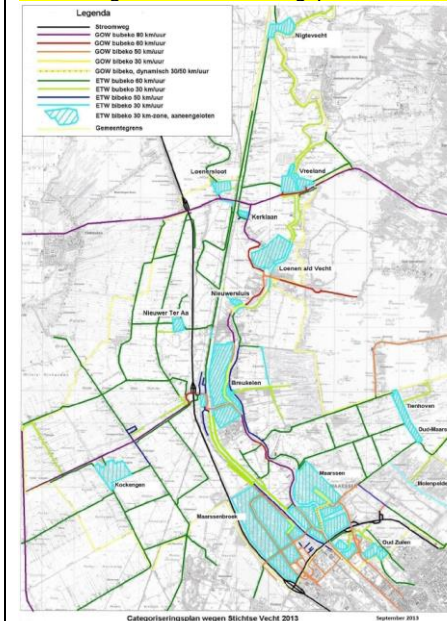 Legenda
Stroomweg
GOW bubeko 80 km/uur
GOW bubeko 60 km/uur
GOW bibeko 50 km/uur
GOW bibeko 30 km/uur
GOW bibeko, dynamisch 30/50 km/uur
ETW bubeko 60 km/uur
ETW bubeko 30 km/uur
ETW bibeko 50 km/uur
ETW bibeko 30 km/uur
ETW bibeko 30 km-zone, aaneengesloten
Gemeentegrens
Nigtevecht
Loenersloot
Vreeland
Kerklaan
Loenen a/d Vecht
Nieuwersluis
Nieuwer Ter Aa
Breukelen
Tienhoven
Oud-Maars
Kockengen
Maarssen
Molenpolde
Maarssenbroek
Oud Zuilen
Categoriseringsplan wegen Stichtse Vecht 2013
September 2013